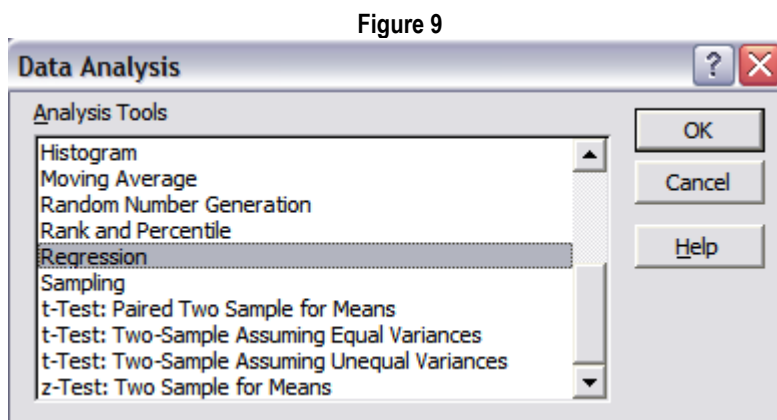 Figure 9
Data Analysis
Analysis Tools
Histogram
Moving Average
Random Number Generation
Rank and Percentile
Regression
Sampling
t-Test: Paired Two Sample for Means
t-Test: Two-Sample Assuming Equal Variances
t-Test: Two-Sample Assuming Unequal Variances
z-Test: Two Sample for Means
OK
Cancel
Help